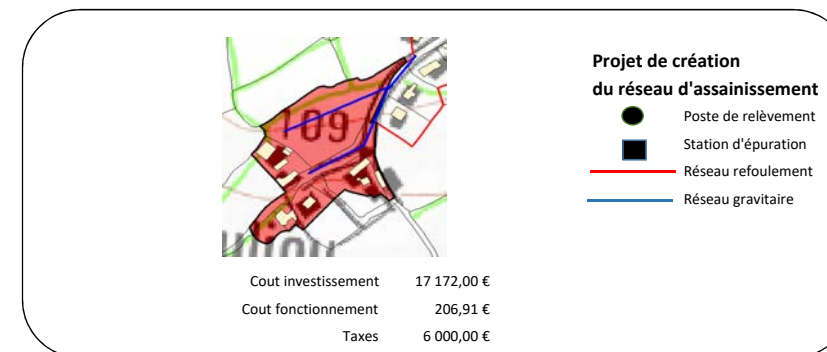 Projet de création
du réseau d'assainissement
Poste de relèvement
Station d'épuration
Réseau refoulement
Réseau gravitaire
109
Cout investissement 17 172,00 €
Cout fonctionnement 206,91 €
Taxes 6 000,00 €